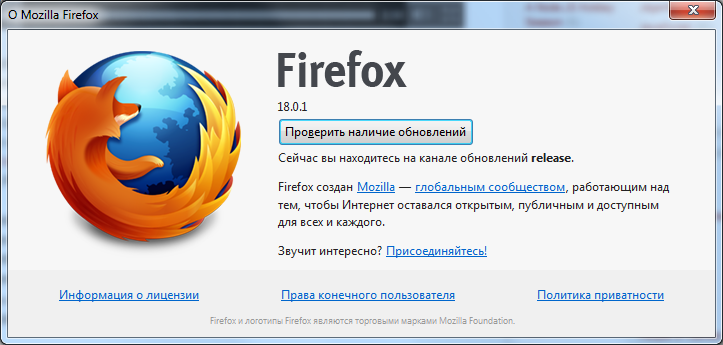 О Mozilla Firefox
Firefox
18.0.1
Проверить наличие обновлений
Сейчас вы находитесь на канале обновлений release.
Firefox создан Mozilla — глобальным сообществом, работающим над
тем, чтобы Интернет оставался открытым, публичным и доступным
для всех и каждого.
Звучит интересно? Присоединяйтесь!
Информация о лицензии Права конечного пользователя Политика приватности
Firefox и логотипы Firefox являются торговыми марками Mozilla Foundation.